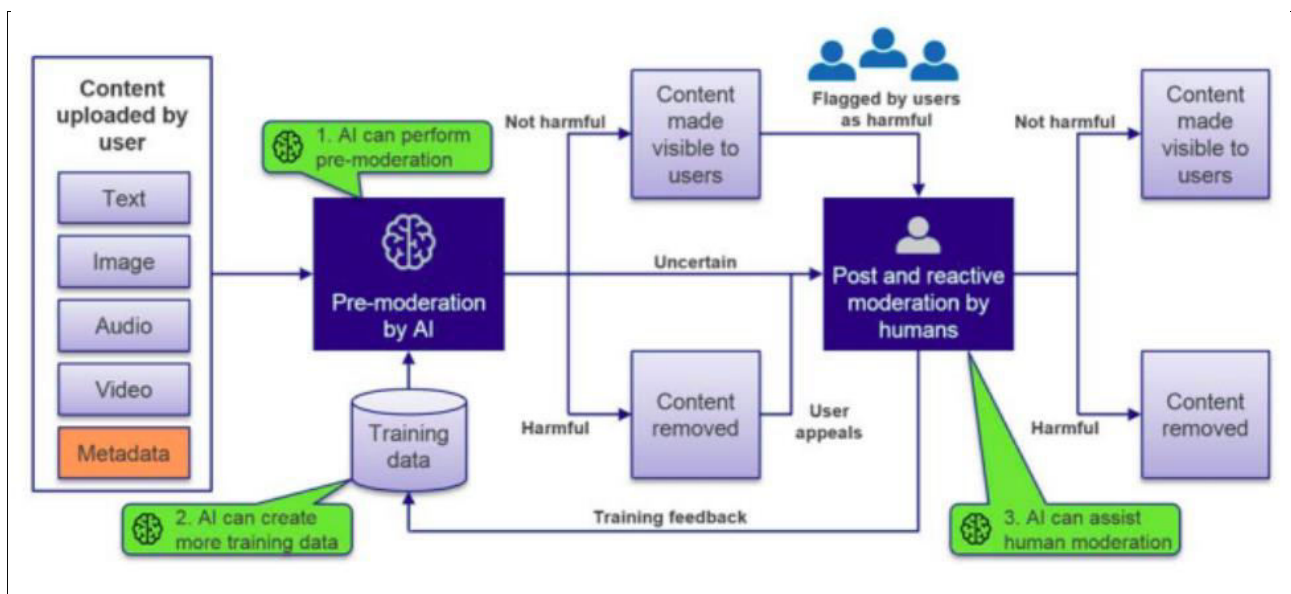 Content
uploaded by
user
Text
Image
Audio
Video
Metadata
1. AI can perform
pre-moderation
Pre-moderation
by AI
Training
data
2. AI can create
more training data
Not harmful
Uncertain
Harmful
Content
made
visible to
users
Content
removed
User
appeals
Training feedback
Flagged by users
as harmful
Post and reactive
moderation by
humans
3. AI can assist
human moderation
Not harmful
Harmful
Content
made
visible to
users
Content
removed